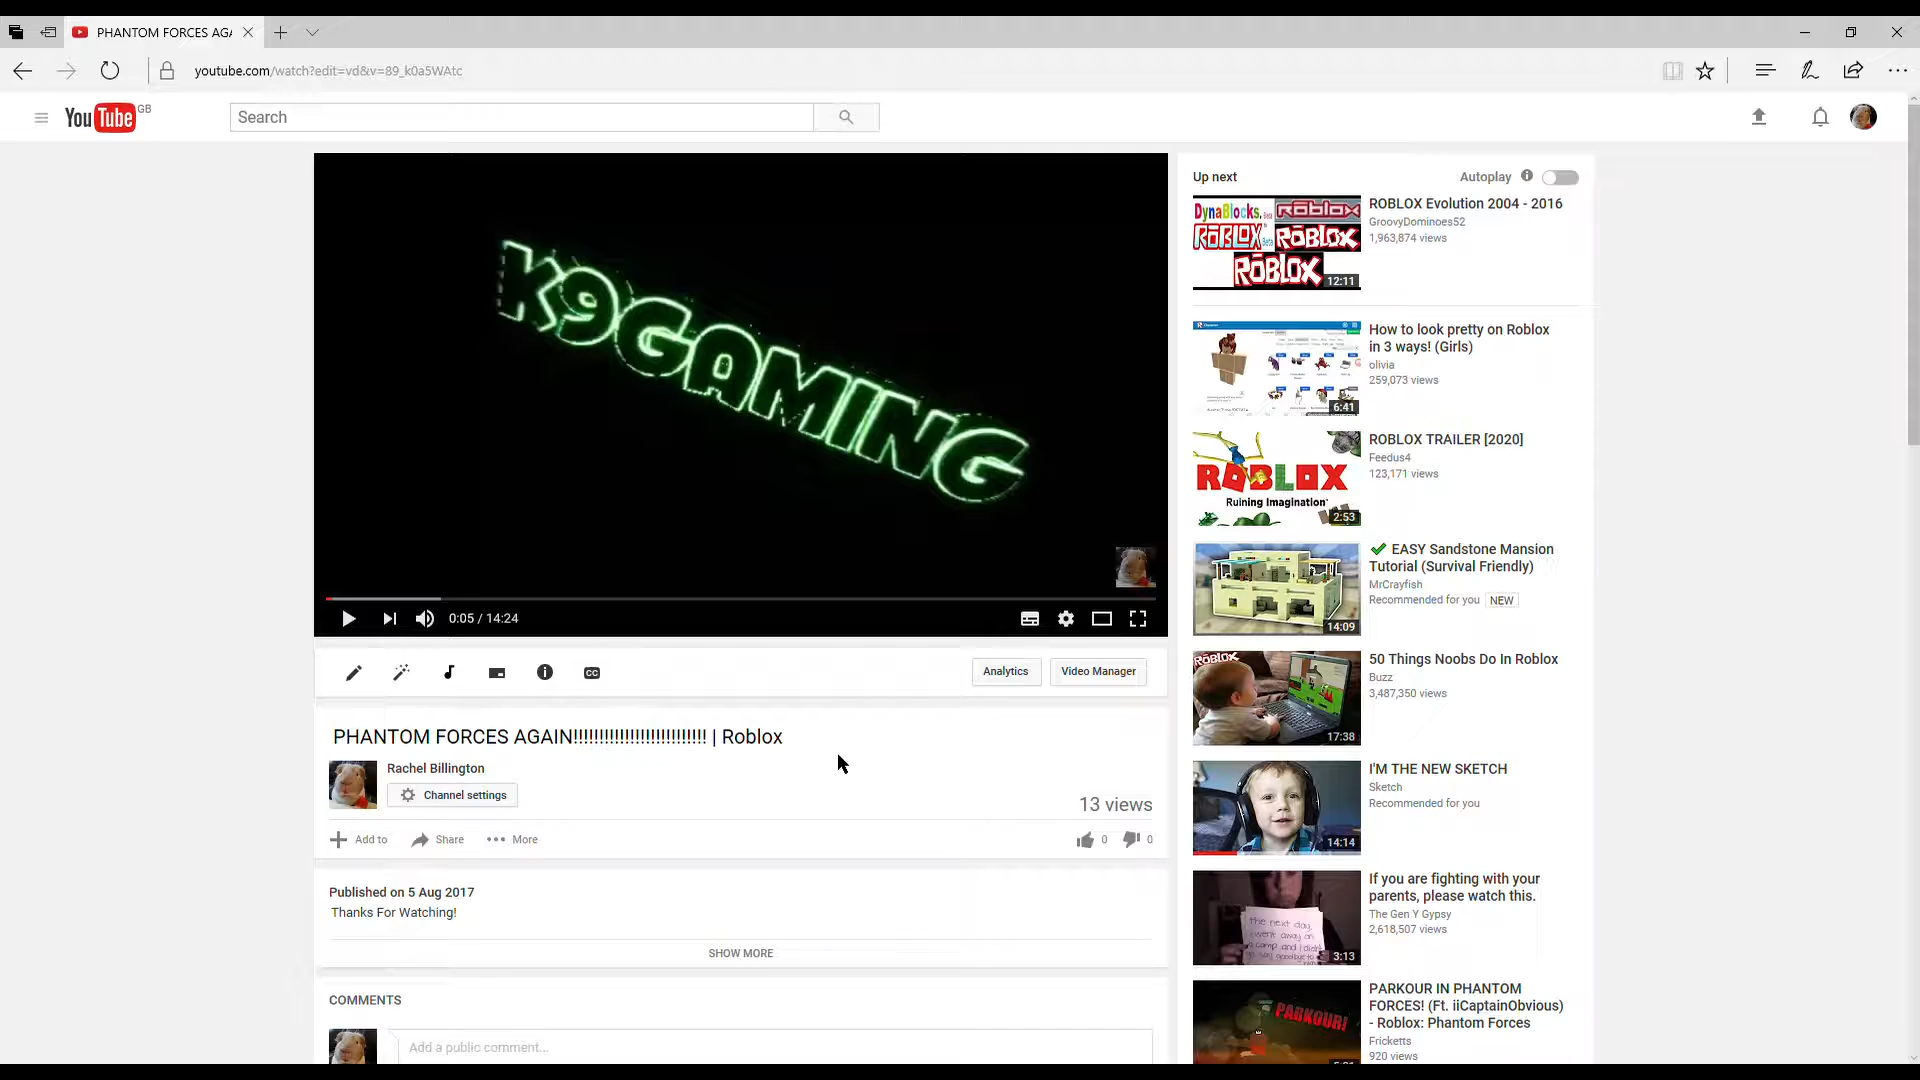 PHANTOM FORCES AGA
youtube.com/watch?edit=vd&v=89_k0a5WAtc
YouTube GB
Search
K9GAMING
0:05 / 14:24
CC
Analytics
Video Manager
PHANTOM FORCES AGAIN!!!!!!!!!!!!!!!!!!!!!!!!!! | Roblox
Rachel Billington
Channel settings
13 views
Add to
Share
More
0
0
Published on 5 Aug 2017
Thanks For Watching!
SHOW MORE
COMMENTS
Add a public comment...
Up next
Autoplay
DynaBlocks. Beta
ROBLOX
ROBLOX Beta
ROBLOX
ROBLOX
12:11
ROBLOX Evolution 2004 - 2016
GroovyDominoes52
1,963,874 views
6:41
How to look pretty on Roblox
in 3 ways! (Girls)
olivia
259,073 views
ROBLOX
Ruining Imagination
2:53
ROBLOX TRAILER [2020]
Feedus4
123,171 views
14:09
EASY Sandstone Mansion
Tutorial (Survival Friendly)
MrCrayfish
Recommended for you NEW
ROBLOX
17:38
50 Things Noobs Do In Roblox
Buzz
3,487,350 views
14:14
I'M THE NEW SKETCH
Sketch
Recommended for you
the next day,
I went away on
a camp and I didn't
3:13
If you are fighting with your
parents, please watch this.
The Gen Y Gypsy
2,618,507 views
PARKOUR!
PARKOUR IN PHANTOM
FORCES! (Ft. iiCaptainObvious)
- Roblox: Phantom Forces
Fricketts
920 views